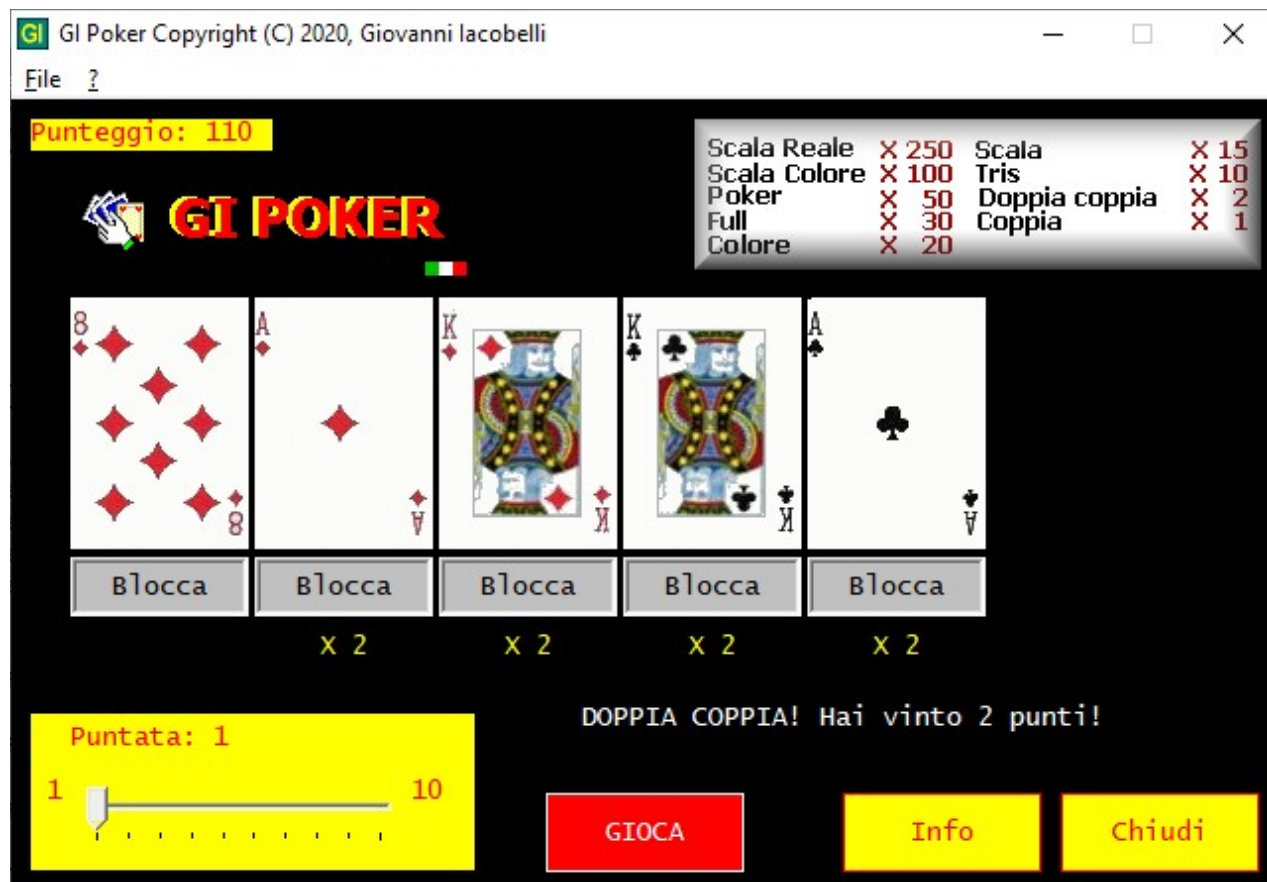 GI GI Poker Copyright (C) 2020, Giovanni Iacobelli
File ?
Punteggio: 110
Scala Reale X 250 Scala X 15
Scala Colore X 100 Tris X 10
Poker X 50 Doppia coppia X 2
Full X 30 Coppia X 1
Colore X 20
GI POKER
8 A K K A
8 A K K A
Blocca Blocca Blocca Blocca Blocca
X 2 X 2 X 2 X 2
DOPPIA COPPIA! Hai vinto 2 punti!
Puntata: 1
1 10
GIOCA Info Chiudi